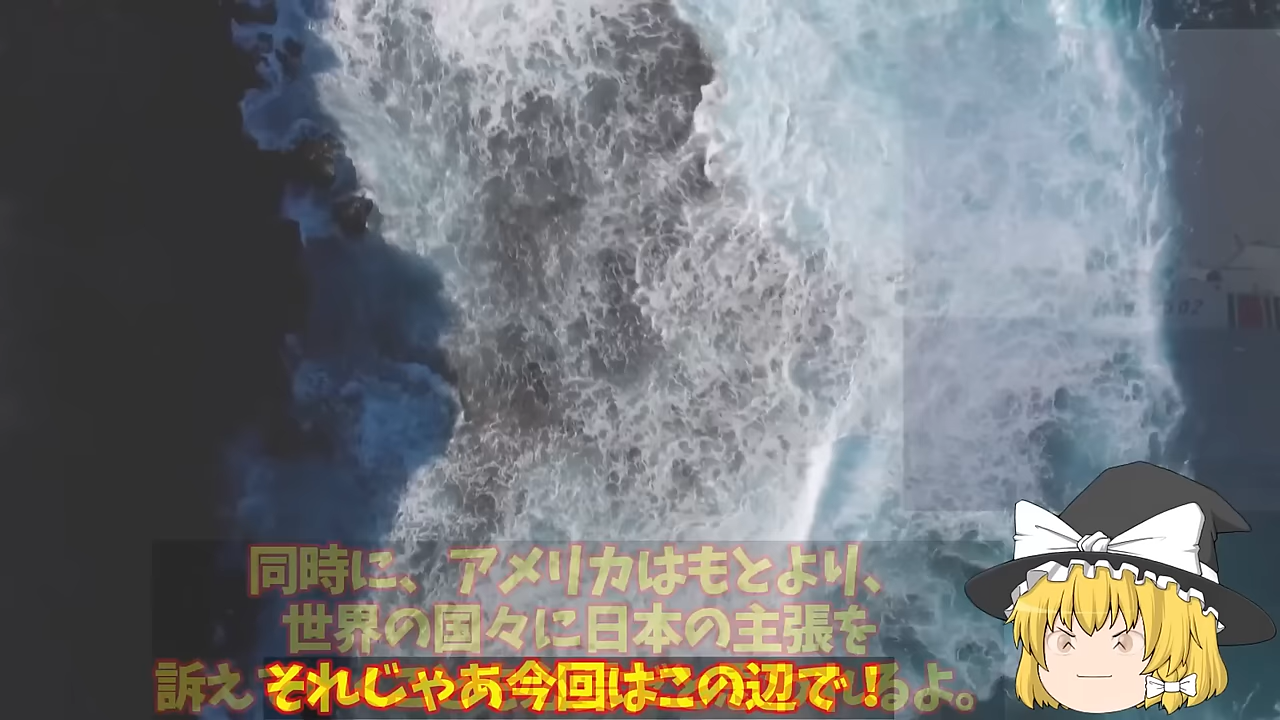 同時に、アメリカはもとより、
世界の国々に日本の主張を
訴え
るよ。
それじゃあ今回はこの辺で！